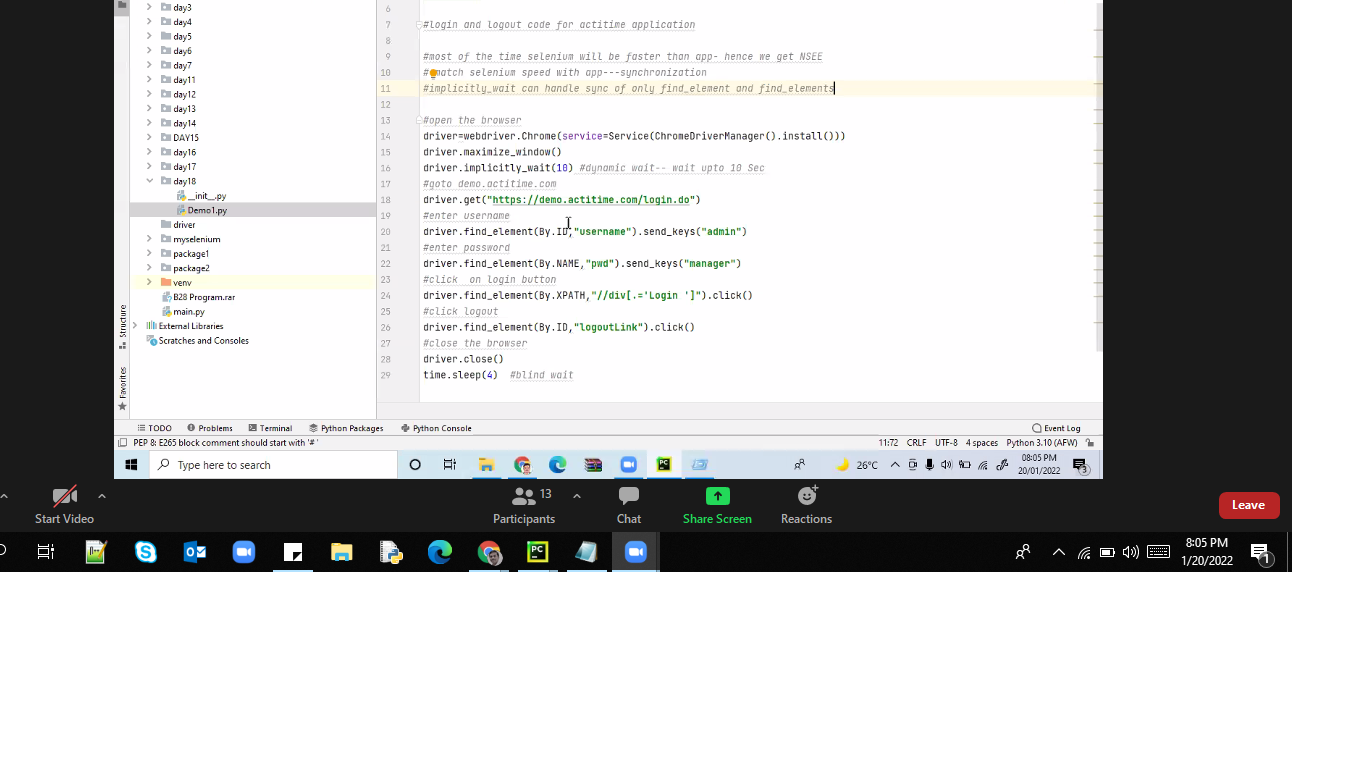 day3
day4
day5
day6
day7
day11
day12
day13
day14
DAY15
day16
day17
day18
__init__.py
Demo1.py
driver
myselenium
package1
package2
venv
B28 Program.rar
main.py
External Libraries
Scratches and Consoles
Structure
Favorites
6
7 #login and logout code for actitime application
8
9 #most of the time selenium will be faster than app- hence we get NSEE
10 #match selenium speed with app---synchronization
11 #implicitly_wait can handle sync of only find_element and find_elements
12
13 #open the browser
14 driver=webdriver.Chrome(service=Service(ChromeDriverManager().install()))
15 driver.maximize_window()
16 driver.implicitly_wait(10) #dynamic wait-- wait upto 10 Sec
17 #goto demo.actitime.com
18 driver.get("https://demo.actitime.com/login.do")
19 #enter username
20 driver.find_element(By.ID,"username").send_keys("admin")
21 #enter password
22 driver.find_element(By.NAME,"pwd").send_keys("manager")
23 #click  on login button
24 driver.find_element(By.XPATH,"//div[.='Login ']").click()
25 #click logout
26 driver.find_element(By.ID,"logoutLink").click()
27 #close the browser
28 driver.close()
29 time.sleep(4)  #blind wait
TODO Problems Terminal Python Packages Python Console Event Log
PEP 8: E265 block comment should start with '# ' 11:72 CRLF UTF-8 4 spaces Python 3.10 (AFW)
Type here to search 26°C 08:05 PM
20/01/2022 3
Start Video Participants 13 Chat Share Screen Reactions Leave
8:05 PM
1/20/2022 1